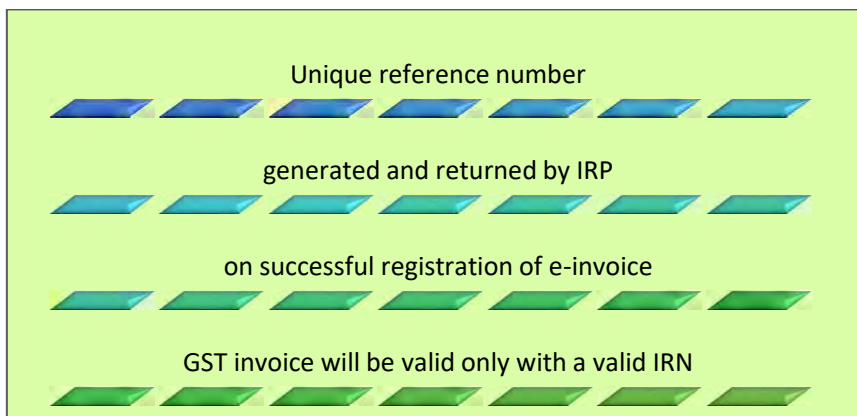 Unique reference number
generated and returned by IRP
on successful registration of e-invoice
GST invoice will be valid only with a valid IRN